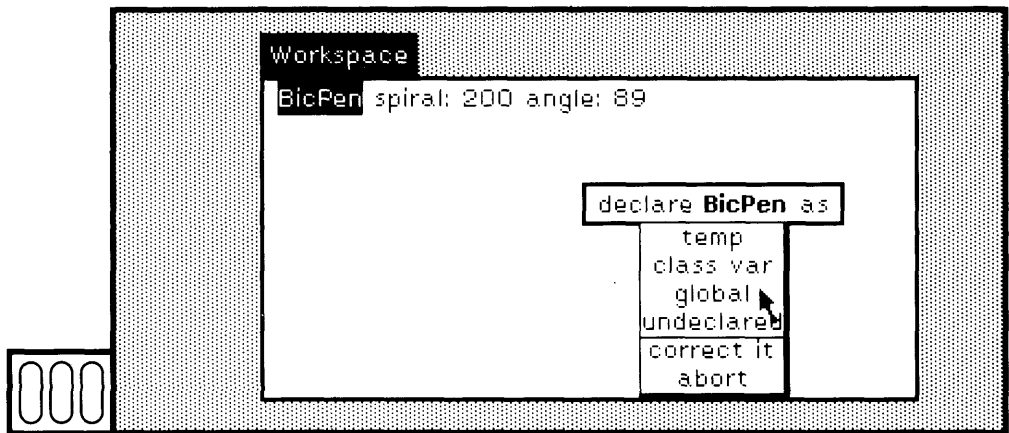 Workspace
BicPen spiral: 200 angle: 89
declare BicPen as
temp
class var
global
undeclared
correct it
abort